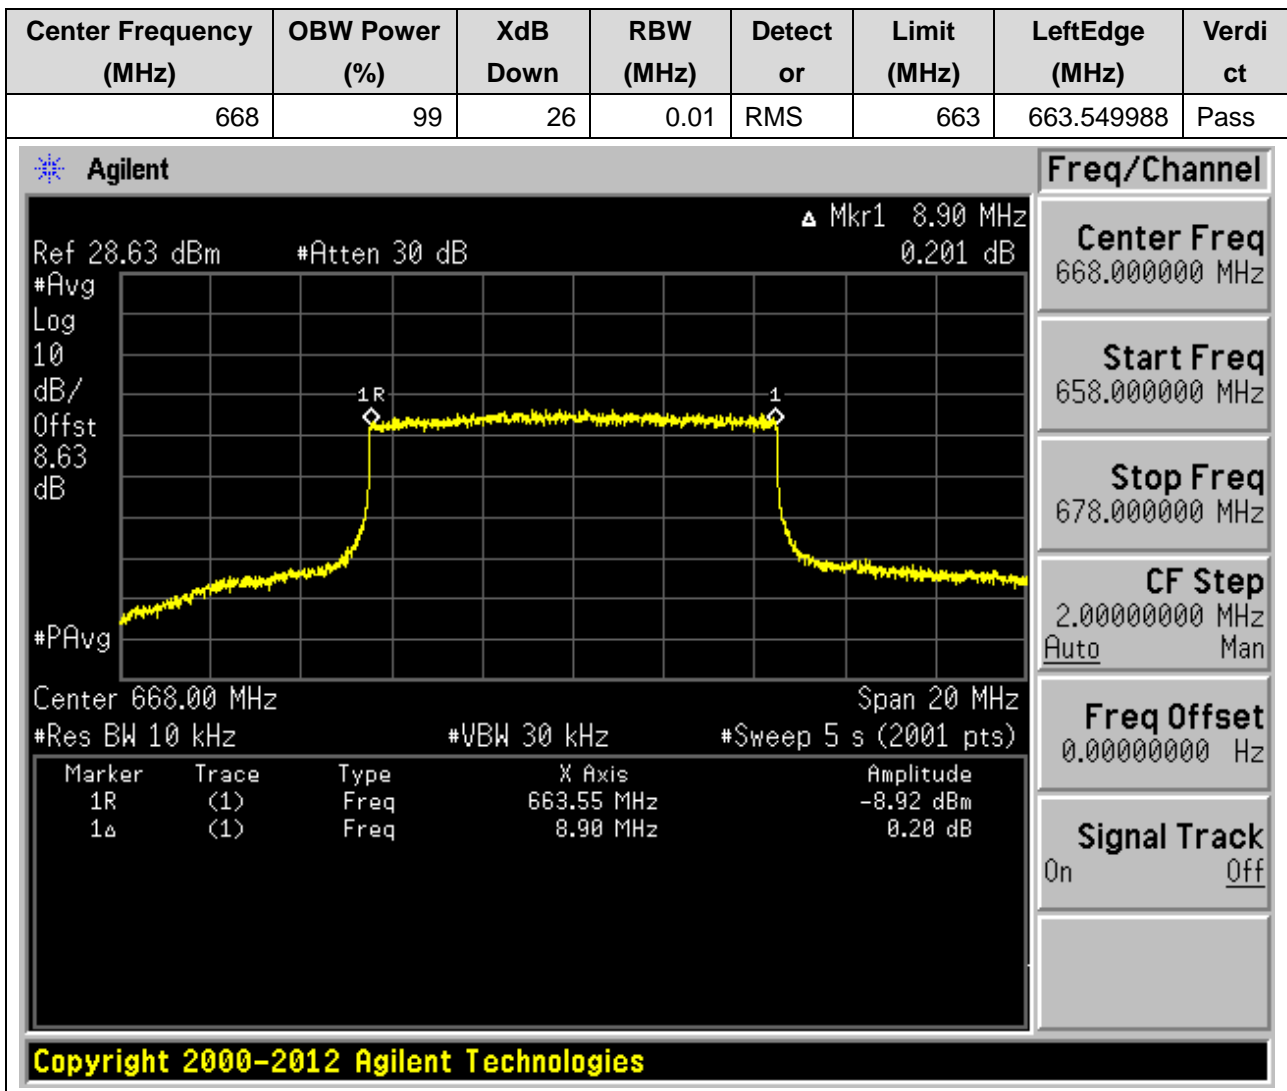 Center Frequency OBW Power XdB RBW Detect Limit LeftEdge Verdi
(MHz) (%) Down (MHz) or (MHz) (MHz) ct
668 99 26 0.01 RMS 663 663.549988 Pass
Agilent Freq/Channel
Δ Mkr1 8.90 MHz
Ref 28.63 dBm #Atten 30 dB 0.201 dB
#Avg
Log
10
dB/
Offst
8.63
dB
#PAvg
1R 1
Center 668.00 MHz Span 20 MHz
#Res BW 10 kHz #VBW 30 kHz #Sweep 5 s (2001 pts)
Marker Trace Type X Axis Amplitude
1R (1) Freq 663.55 MHz -8.92 dBm
1Δ (1) Freq 8.90 MHz 0.20 dB
Center Freq
668.000000 MHz
Start Freq
658.000000 MHz
Stop Freq
678.000000 MHz
CF Step
2.00000000 MHz
Auto Man
Freq Offset
0.00000000 Hz
Signal Track
On Off
Copyright 2000-2012 Agilent Technologies